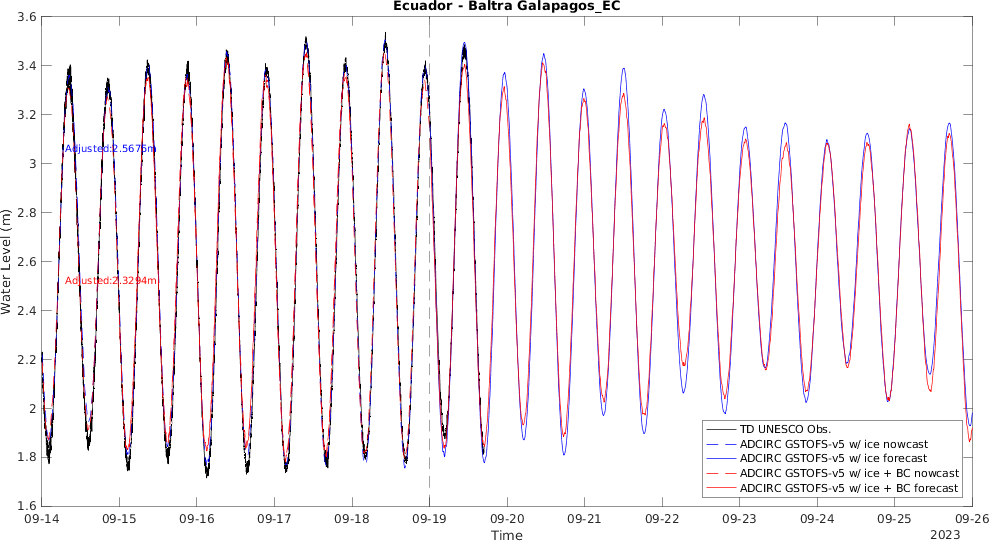 Ecuador - Baltra Galapagos_EC
3.6
3.4
3.2
3
2.8
2.6
2.4
2.2
2
1.8
1.6
Water Level (m)
Adjusted:2.5675m
Adjusted:2.3294m
TD UNESCO Obs.
ADCIRC GSTOFS-v5 w/ ice nowcast
ADCIRC GSTOFS-v5 w/ ice forecast
ADCIRC GSTOFS-v5 w/ ice + BC nowcast
ADCIRC GSTOFS-v5 w/ ice + BC forecast
09-14 09-15 09-16 09-17 09-18 09-19 09-20 09-21 09-22 09-23 09-24 09-25 09-26
Time
2023